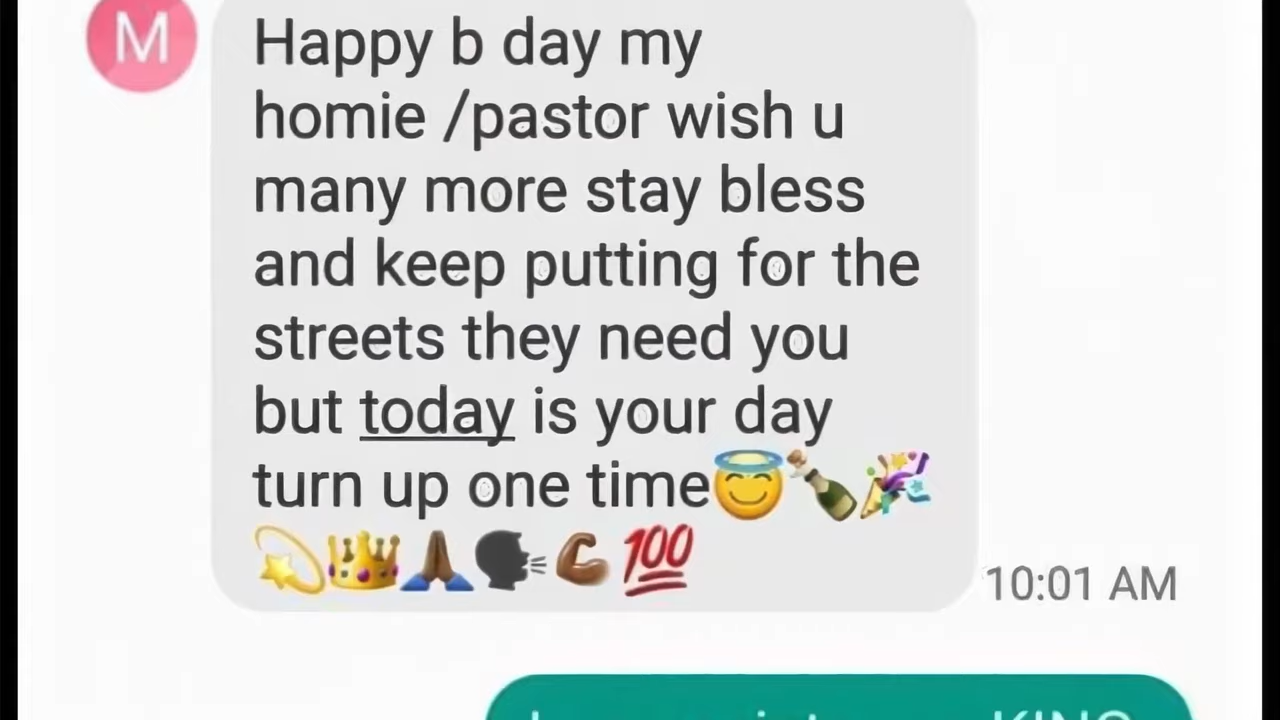 M
Happy b day my
homie /pastor wish u
many more stay bless
and keep putting for the
streets they need you
but today is your day
turn up one time😇🍾🎉
💫👑🙏🏾🗣💪🏾💯
10:01 AM
KING